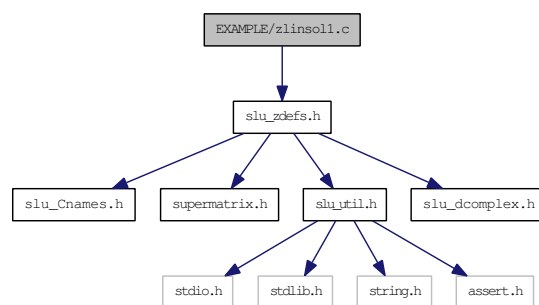 EXAMPLE/zlinsol1.c
slu_zdefs.h
slu_Cnames.h
supermatrix.h
slu_util.h
slu_dcomplex.h
stdio.h
stdlib.h
string.h
assert.h